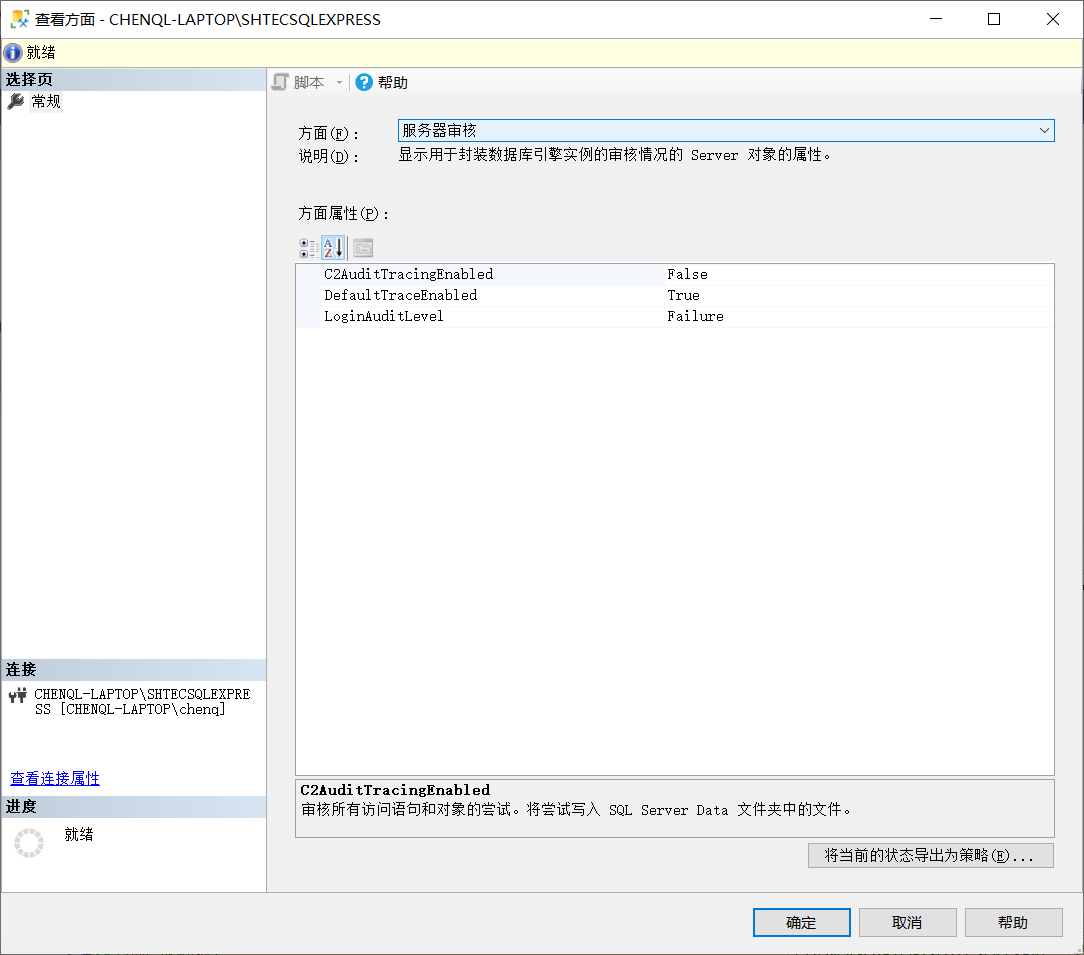 查看方面 - CHENQL-LAPTOP\SHTECSQLEXPRESS
就绪
选择页
常规
脚本
帮助
方面(F)：
服务器审核
说明(D)：
显示用于封装数据库引擎实例的审核情况的 Server 对象的属性。
方面属性(P)：
C2AuditTracingEnabled False
DefaultTraceEnabled True
LoginAuditLevel Failure
连接
CHENQL-LAPTOP\SHTECSQLEXPRE
SS [CHENQL-LAPTOP\chenq]
查看连接属性
进度
就绪
C2AuditTracingEnabled
审核所有访问语句和对象的尝试。将尝试写入 SQL Server Data 文件夹中的文件。
将当前的状态导出为策略(E)...
确定
取消
帮助